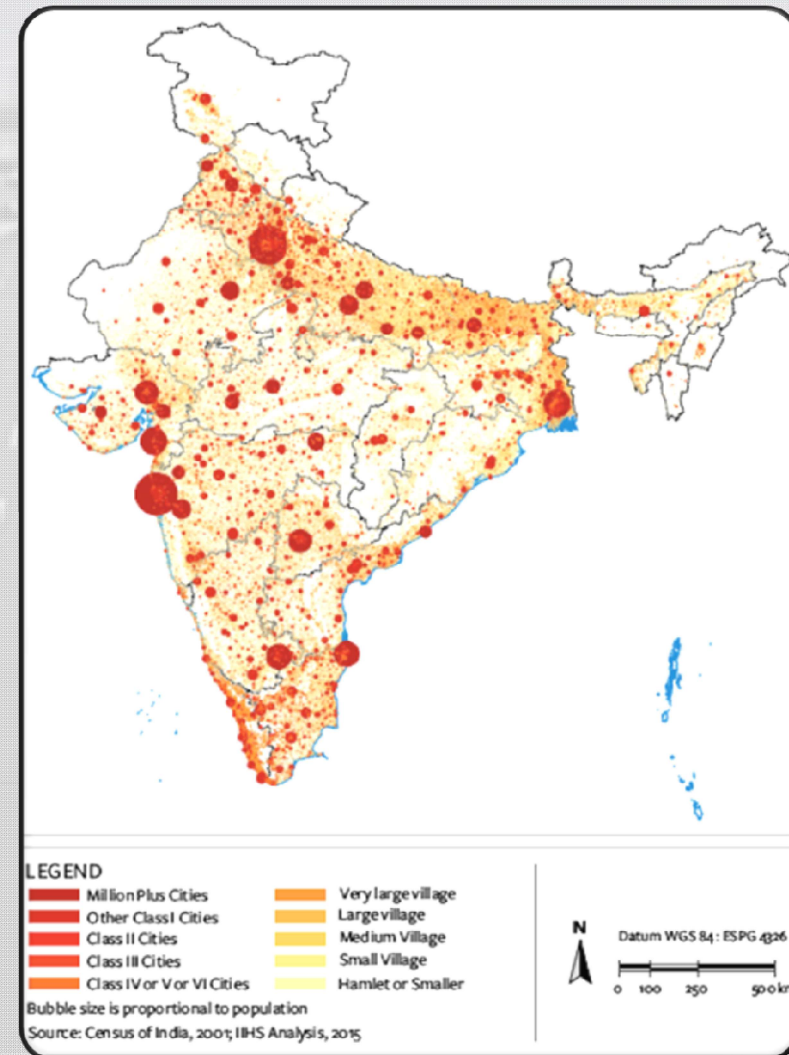 LEGEND
Million Plus Cities
Other Class I Cities
Class II Cities
Class III Cities
Class IV or V or VI Cities
Very large village
Large village
Medium Village
Small Village
Hamlet or Smaller
Bubble size is proportional to population
Source: Census of India, 2001; IIHS Analysis, 2015
N
Datum WGS 84 : ESPG 4326
0 100 250 500 km